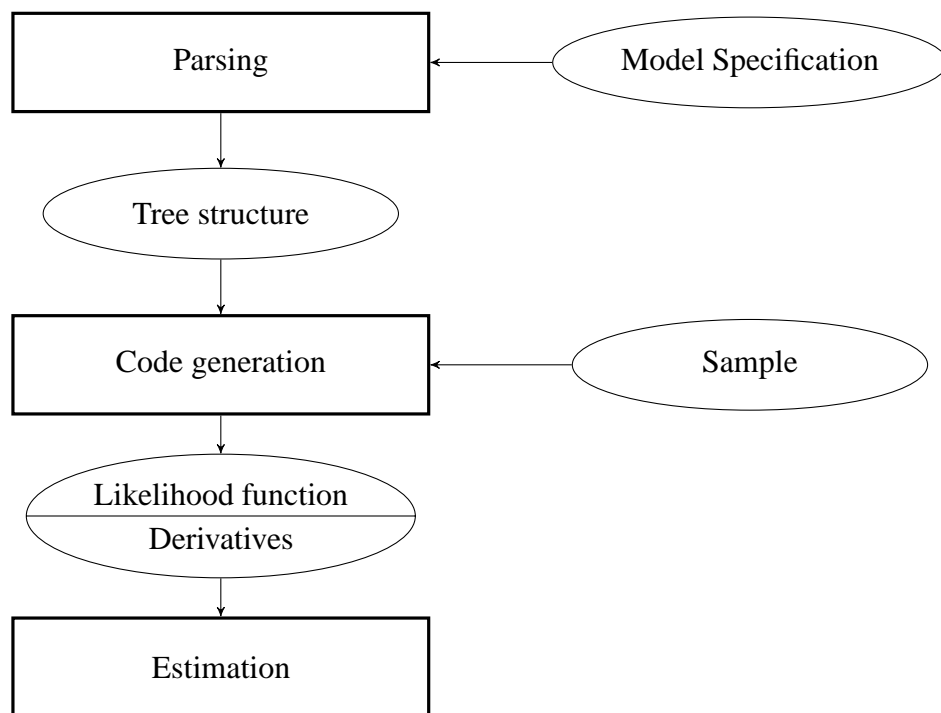 Parsing
Model Specification
Tree structure
Code generation
Sample
Likelihood function
Derivatives
Estimation